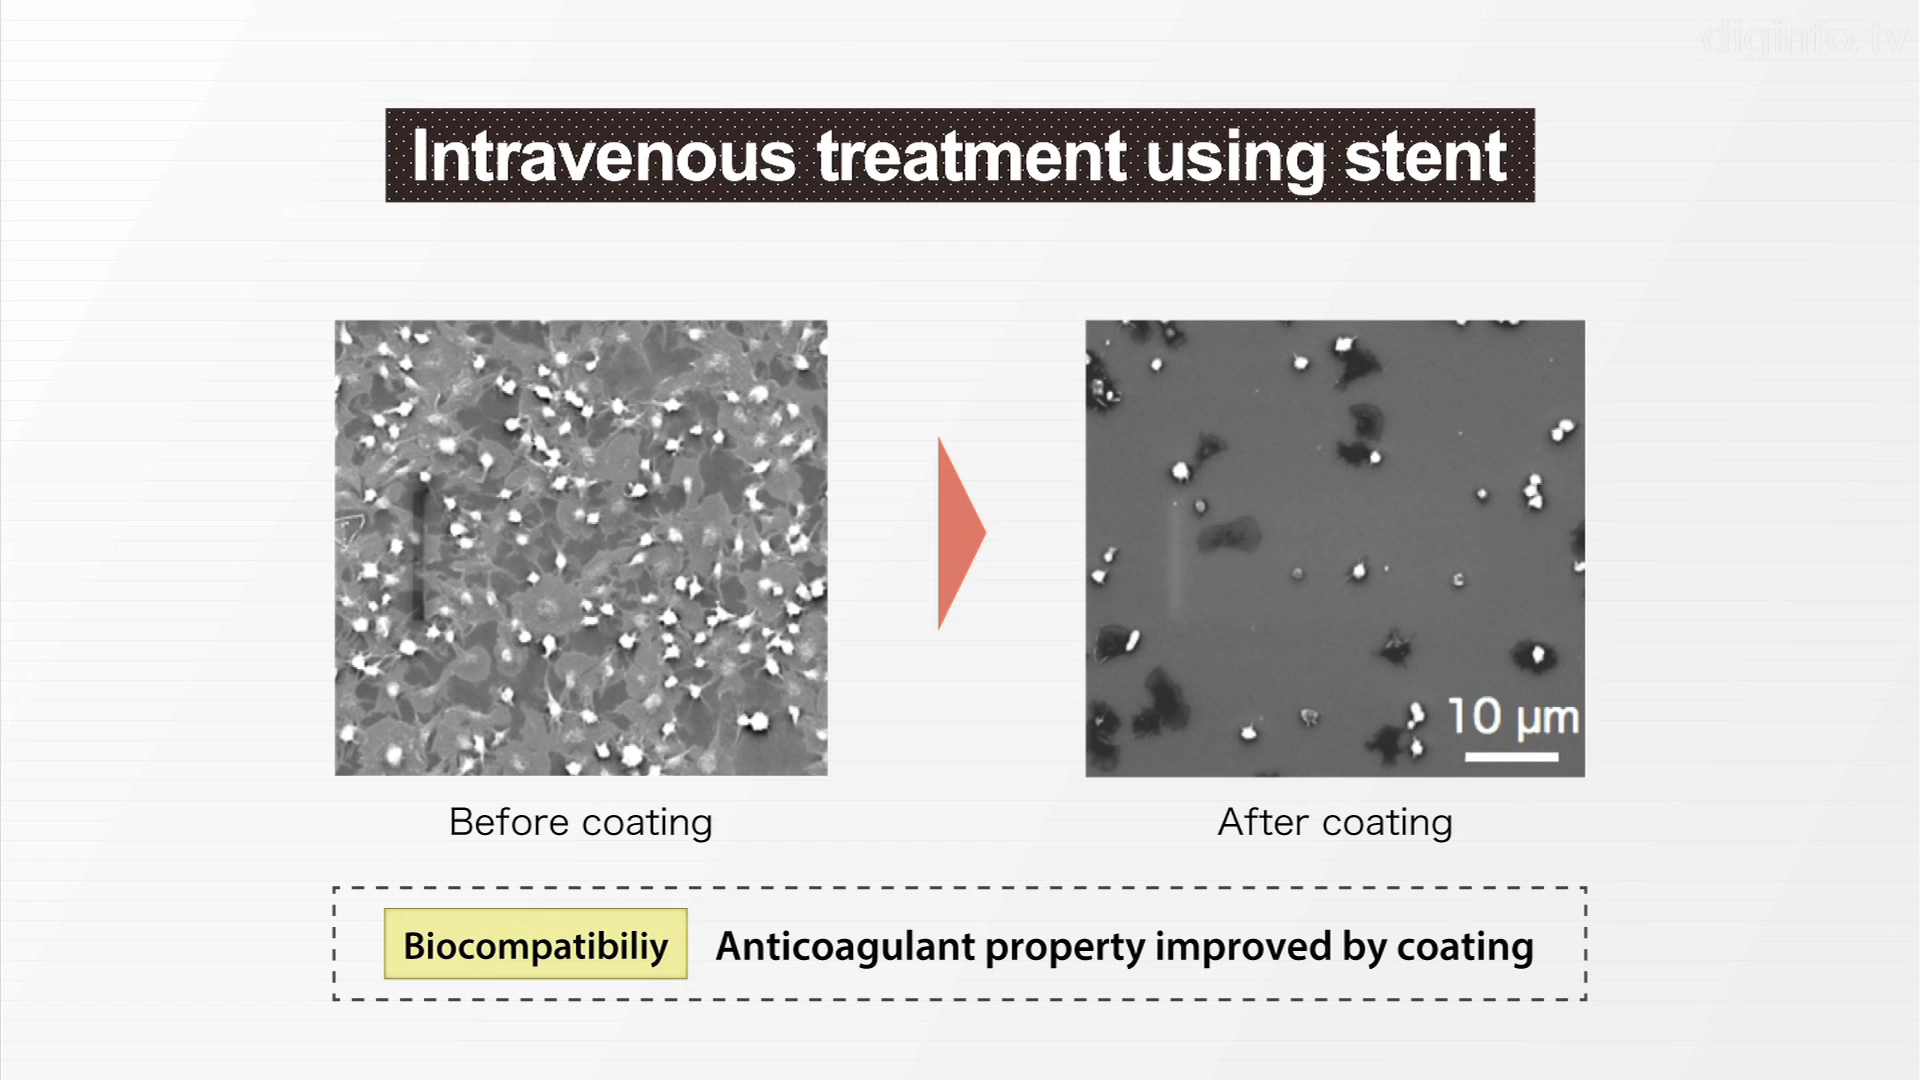 diginfo.tv
Intravenous treatment using stent
10 µm
Before coating
After coating
Biocompatibiliy
Anticoagulant property improved by coating